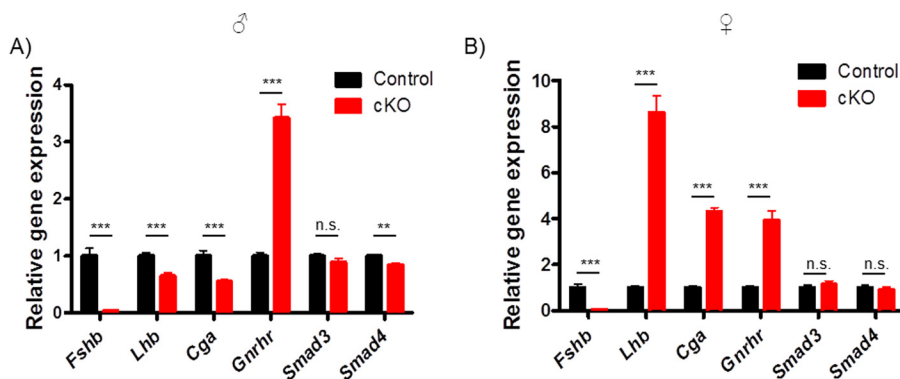 ♂
A)
Relative gene expression
4
3
2
1
0
***
***
***
***
n.s.
**
Control
cKO
Fshb
Lhb
Cga
Gnrhr
Smad3
Smad4
♀
B)
Relative gene expression
10
8
6
4
2
0
***
***
***
***
n.s.
n.s.
Control
cKO
Fshb
Lhb
Cga
Gnrhr
Smad3
Smad4